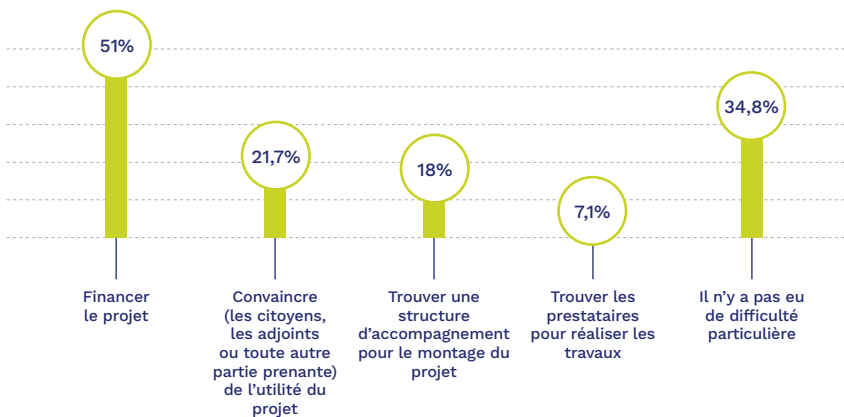 51%
21,7%
18%
7,1%
34,8%
Financer
le projet
Convaincre
(les citoyens,
les adjoints
ou toute autre
partie prenante)
de l'utilité du
projet
Trouver une
structure
d'accompagnement
pour le montage du
projet
Trouver les
prestataires
pour réaliser les
travaux
Il n'y a pas eu
de difficulté
particulière